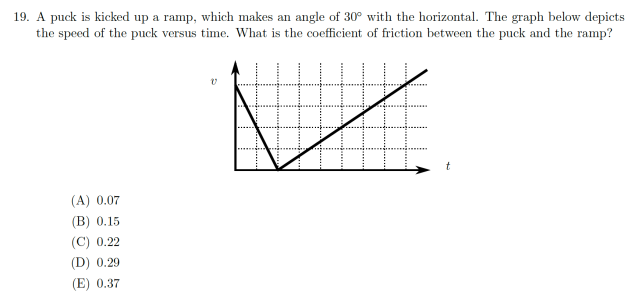 19. A puck is kicked up a ramp, which makes an angle of 30° with the horizontal. The graph below depicts
the speed of the puck versus time. What is the coefficient of friction between the puck and the ramp?
v
t
(A) 0.07
(B) 0.15
(C) 0.22
(D) 0.29
(E) 0.37